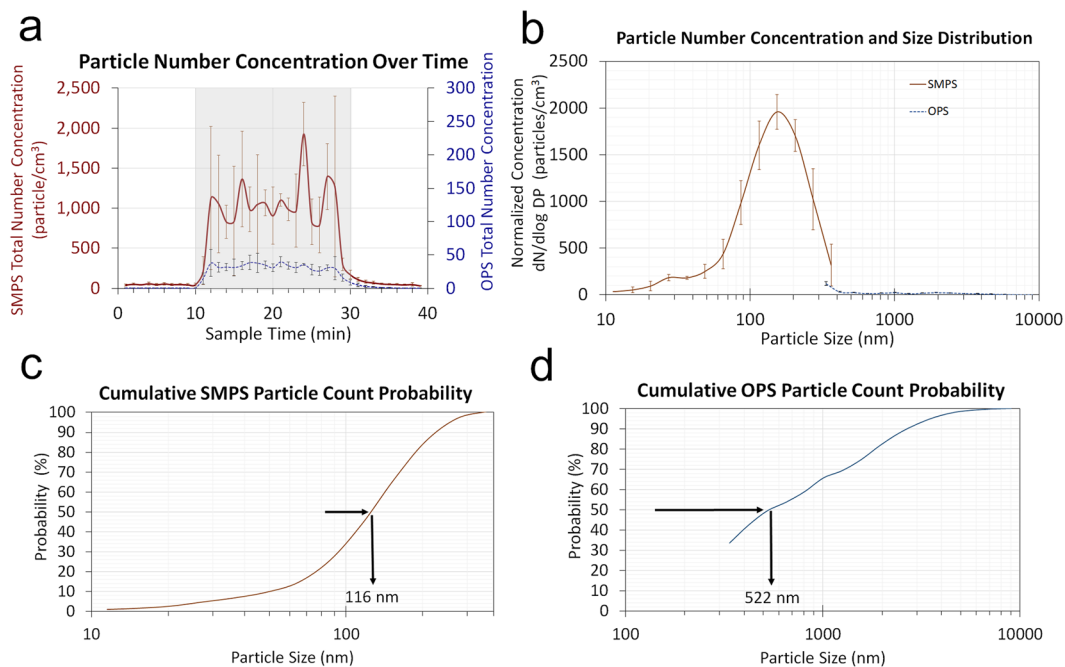 a
Particle Number Concentration Over Time
SMPS Total Number Concentration
(particle/cm³)
2,500
2,000
1,500
1,000
500
0
300
250
200
150
100
50
0
OPS Total Number Concentration
0 10 20 30 40
Sample Time (min)
b
Particle Number Concentration and Size Distribution
Normalized Concentration
dN/dlog DP (particles/cm³)
2500
2000
1500
1000
500
0
SMPS
OPS
10 100 1000 10000
Particle Size (nm)
c
Cumulative SMPS Particle Count Probability
Probability (%)
100
90
80
70
60
50
40
30
20
10
0
116 nm
10 100
Particle Size (nm)
d
Cumulative OPS Particle Count Probability
Probability (%)
100
90
80
70
60
50
40
30
20
10
0
522 nm
100 1000 10000
Particle Size (nm)